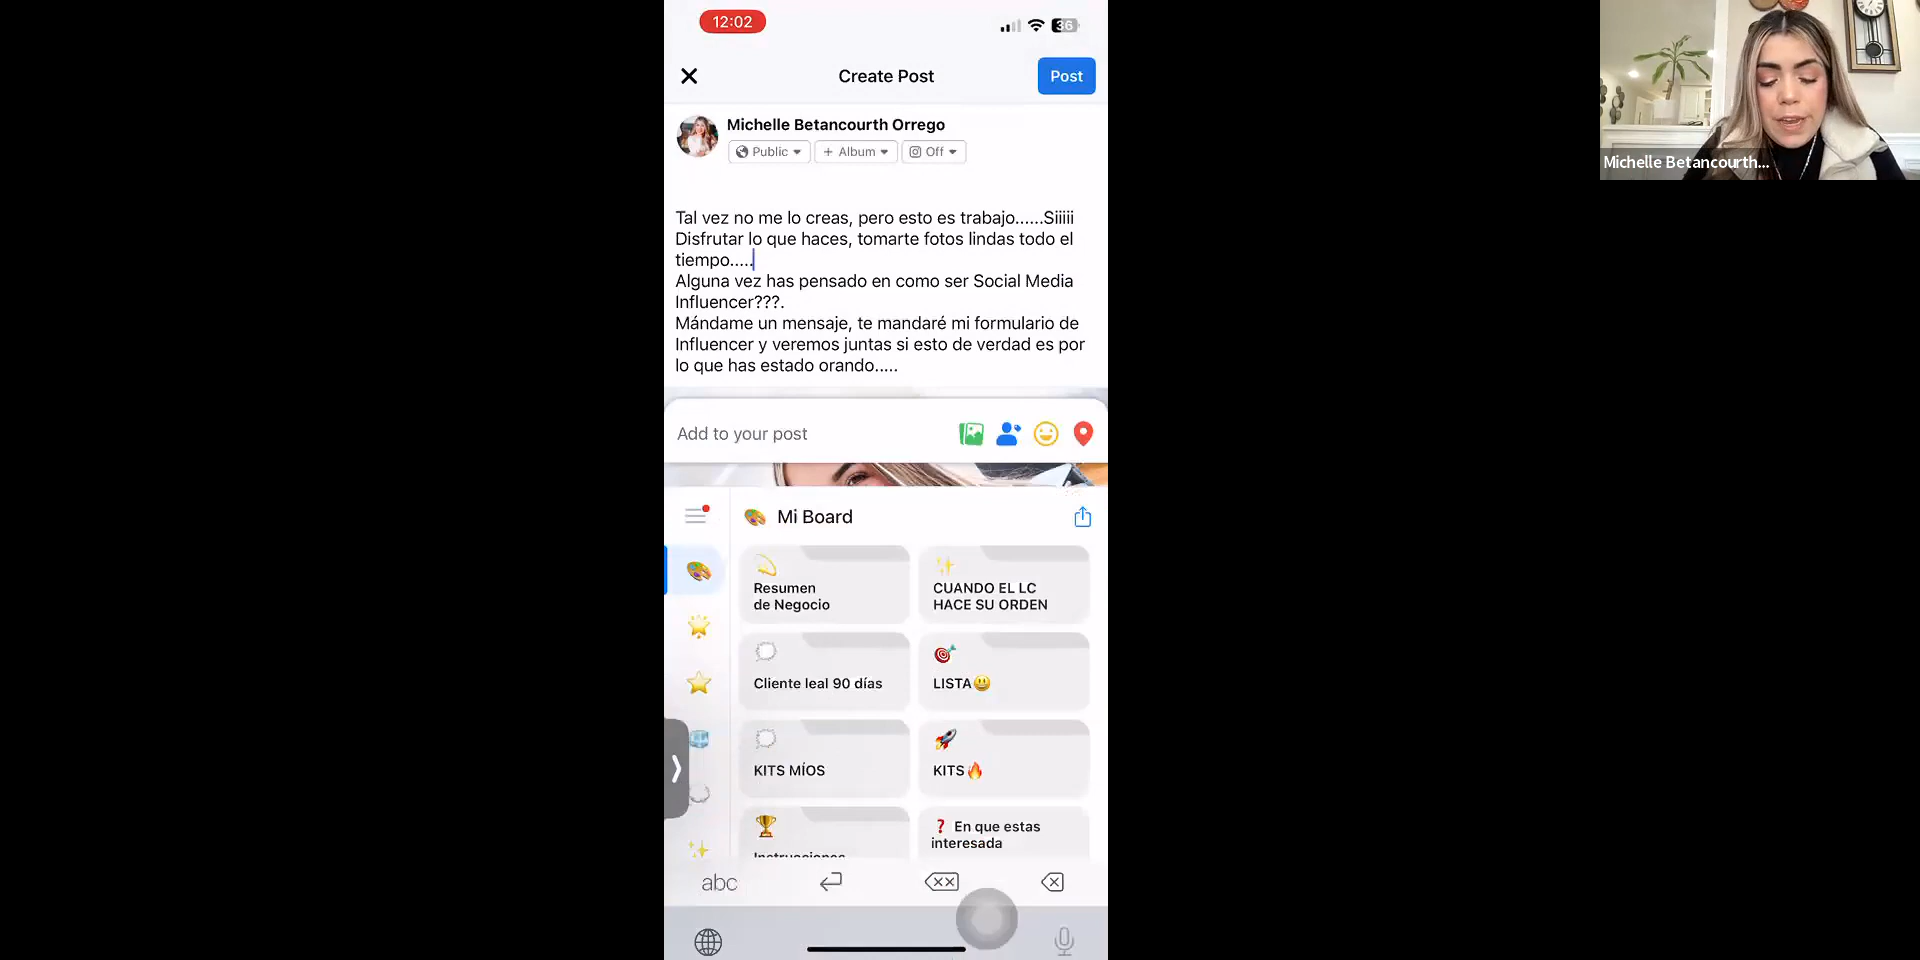 12:02
36
Create Post
Post
Michelle Betancourth Orrego
Public
+ Album
Off
Tal vez no me lo creas, pero esto es trabajo......Siiiii
Disfrutar lo que haces, tomarte fotos lindas todo el
tiempo.....
Alguna vez has pensado en como ser Social Media
Influencer???.
Mándame un mensaje, te mandaré mi formulario de
Influencer y veremos juntas si esto de verdad es por
lo que has estado orando.....
Add to your post
Mi Board
Resumen
de Negocio
CUANDO EL LC
HACE SU ORDEN
Cliente leal 90 días
LISTA😃
KITS MÍOS
KITS🔥
Instrucciones
❓ En que estas
interesada
abc
Michelle Betancourth...